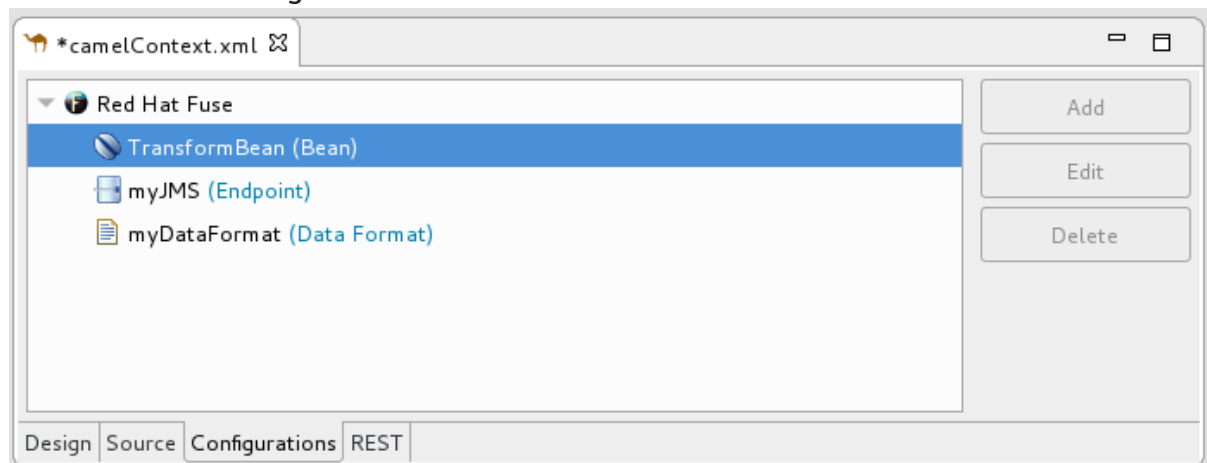 *camelContext.xml
Red Hat Fuse
Add
TransformBean (Bean)
Edit
myJMS (Endpoint)
myDataFormat (Data Format)
Delete
Design Source Configurations REST